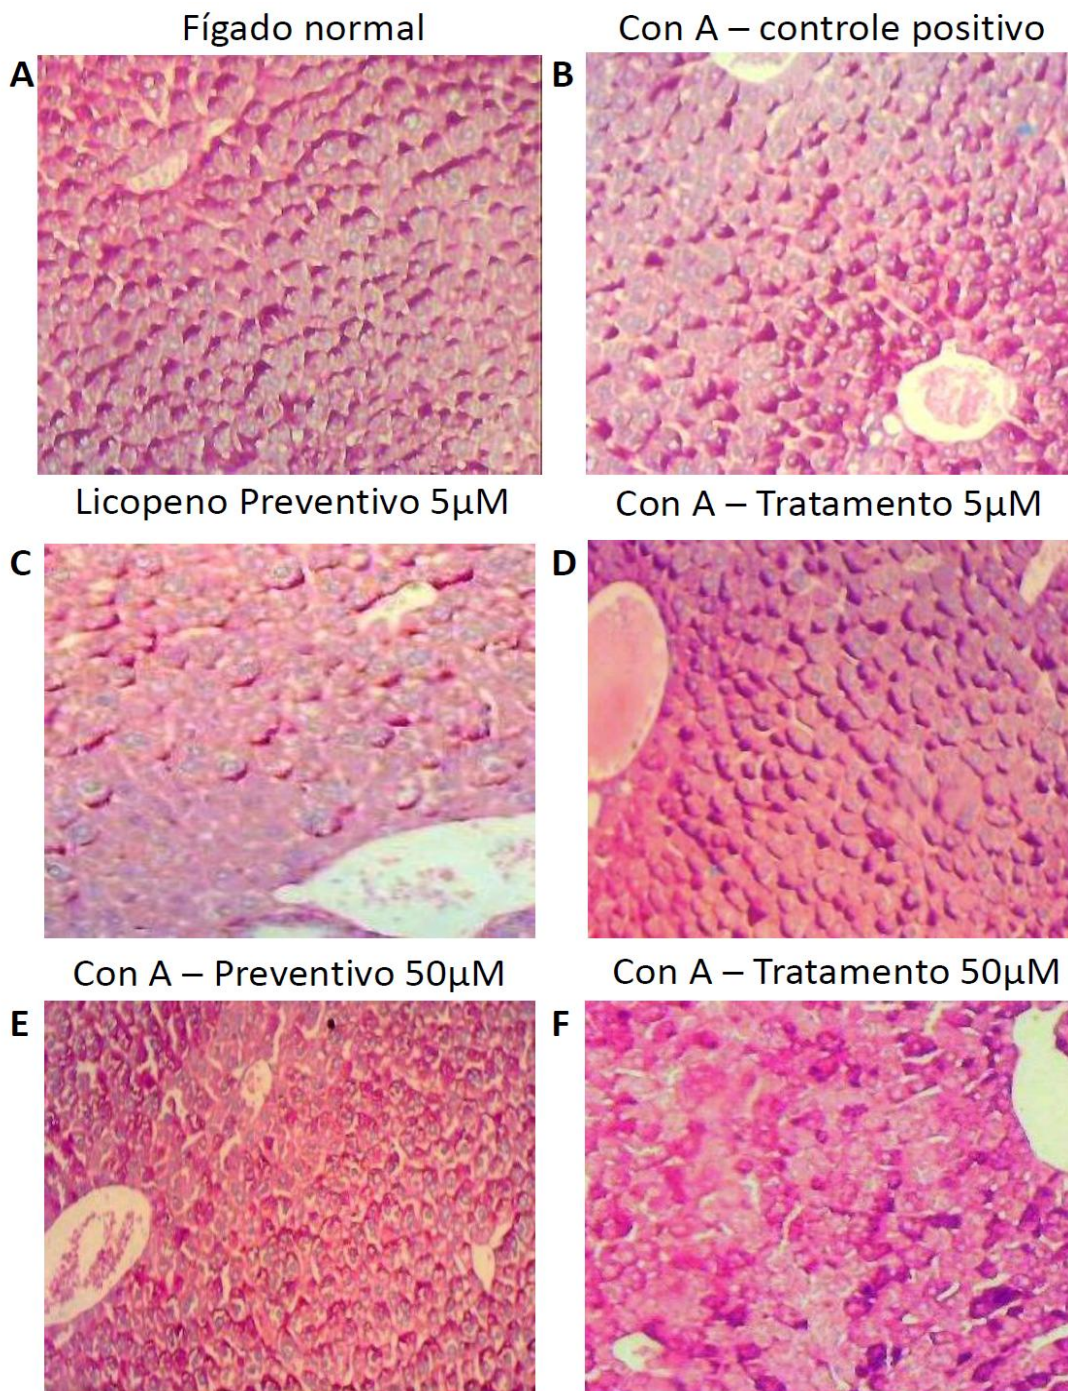 Fígado normal
Con A – controle positivo
A
B
Licopeno Preventivo 5µM
Con A – Tratamento 5µM
C
D
Con A – Preventivo 50µM
Con A – Tratamento 50µM
E
F